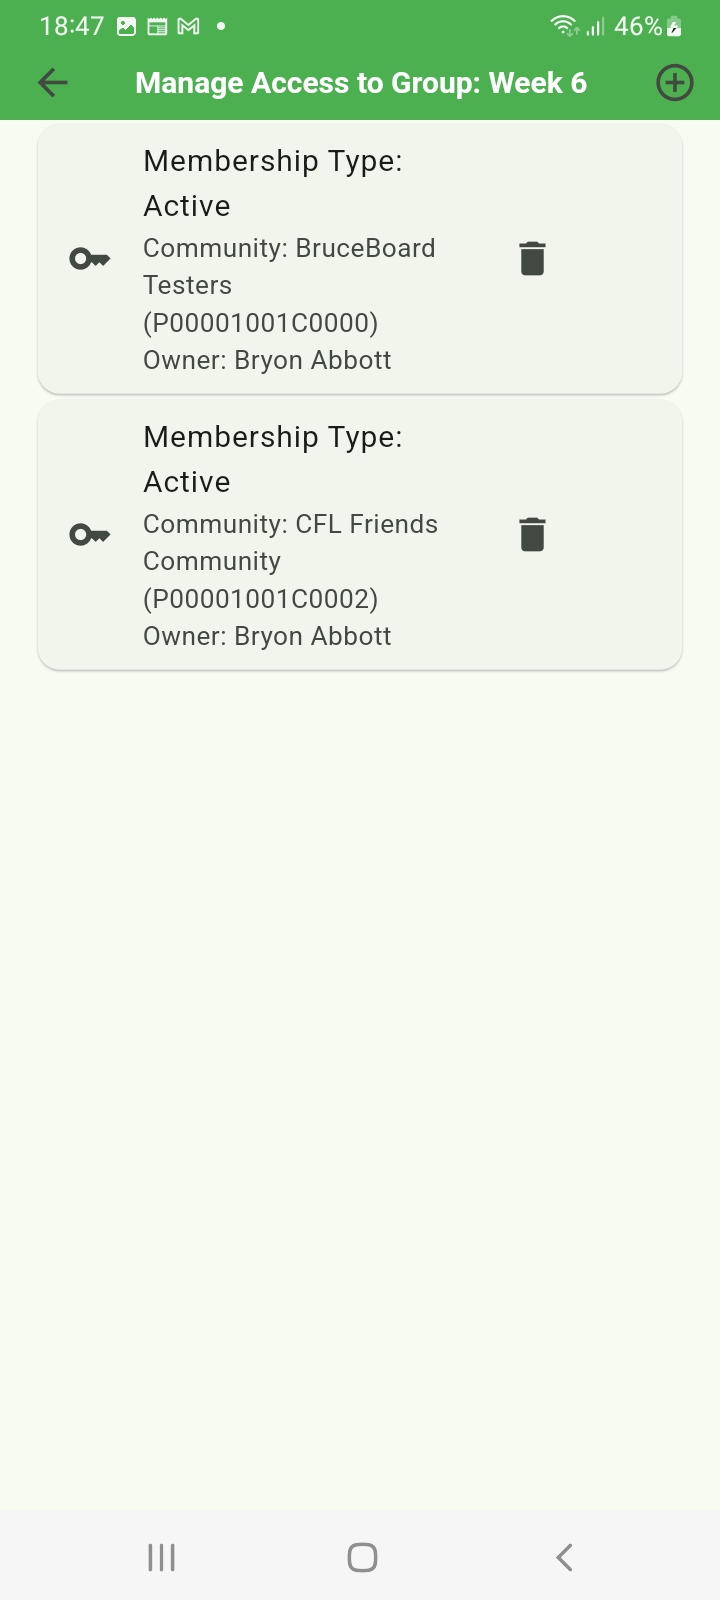 18:47
46%
Manage Access to Group: Week 6
Membership Type:
Active
Community: BruceBoard
Testers
(P00001001C0000)
Owner: Bryon Abbott
Membership Type:
Active
Community: CFL Friends
Community
(P00001001C0002)
Owner: Bryon Abbott